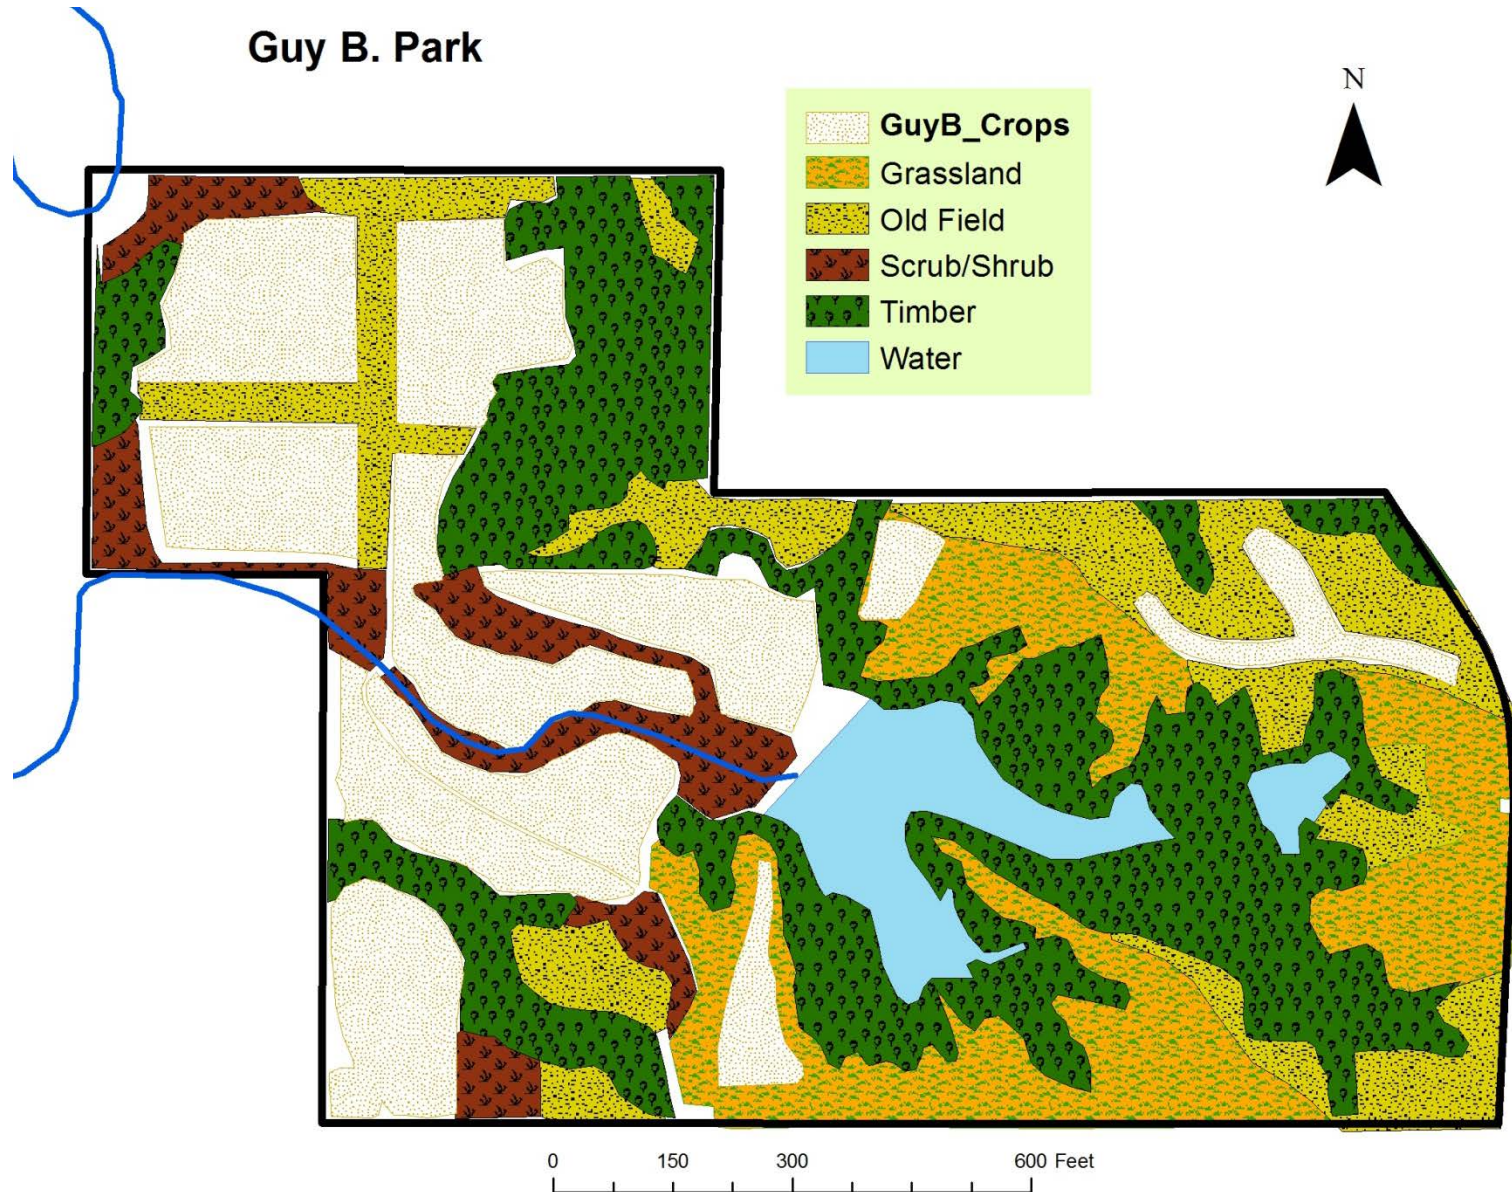 Guy B. Park
N
GuyB_Crops
Grassland
Old Field
Scrub/Shrub
Timber
Water
0 150 300 600 Feet